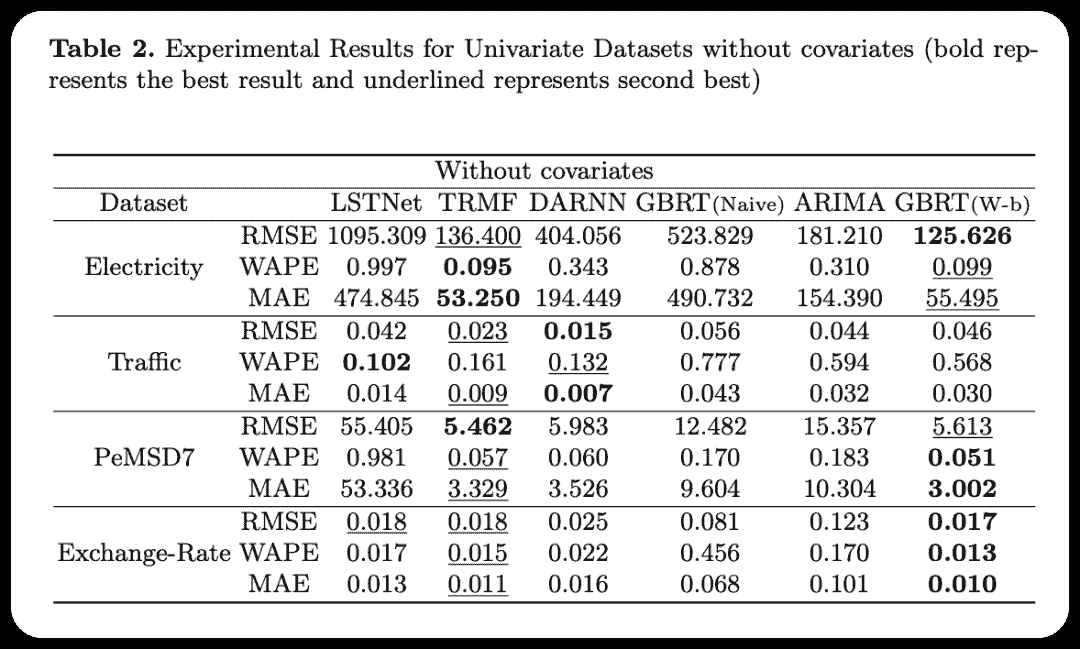 Table 2. Experimental Results for Univariate Datasets without covariates (bold rep-
resents the best result and underlined represents second best)
Without covariates
Dataset LSTNet TRMF DARNN GBRT(Naive) ARIMA GBRT(W-b)
RMSE 1095.309 136.400 404.056 523.829 181.210 125.626
Electricity WAPE 0.997 0.095 0.343 0.878 0.310 0.099
MAE 474.845 53.250 194.449 490.732 154.390 55.495
RMSE 0.042 0.023 0.015 0.056 0.044 0.046
Traffic WAPE 0.102 0.161 0.132 0.777 0.594 0.568
MAE 0.014 0.009 0.007 0.043 0.032 0.030
RMSE 55.405 5.462 5.983 12.482 15.357 5.613
PeMSD7 WAPE 0.981 0.057 0.060 0.170 0.183 0.051
MAE 53.336 3.329 3.526 9.604 10.304 3.002
RMSE 0.018 0.018 0.025 0.081 0.123 0.017
Exchange-Rate WAPE 0.017 0.015 0.022 0.456 0.170 0.013
MAE 0.013 0.011 0.016 0.068 0.101 0.010